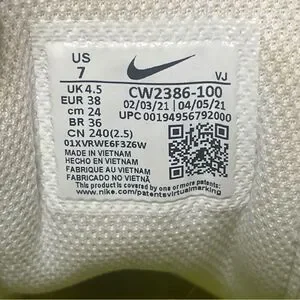 US
7
VJ
UK 4.5
EUR 38
cm 24
BR 36
CN 240(2.5)
CW2386-100
02/03/21 04/05/21
UPC 00194956792000
01XVRWE6F3Z6W
MADE IN VIETNAM
HECHO EN VIETNAM
FABRIQUE AU VIETNAM
FABRICADO NO VIETNÃ
This product is covered by one or more patents:
www.nike.com/patentsvirtualmarking